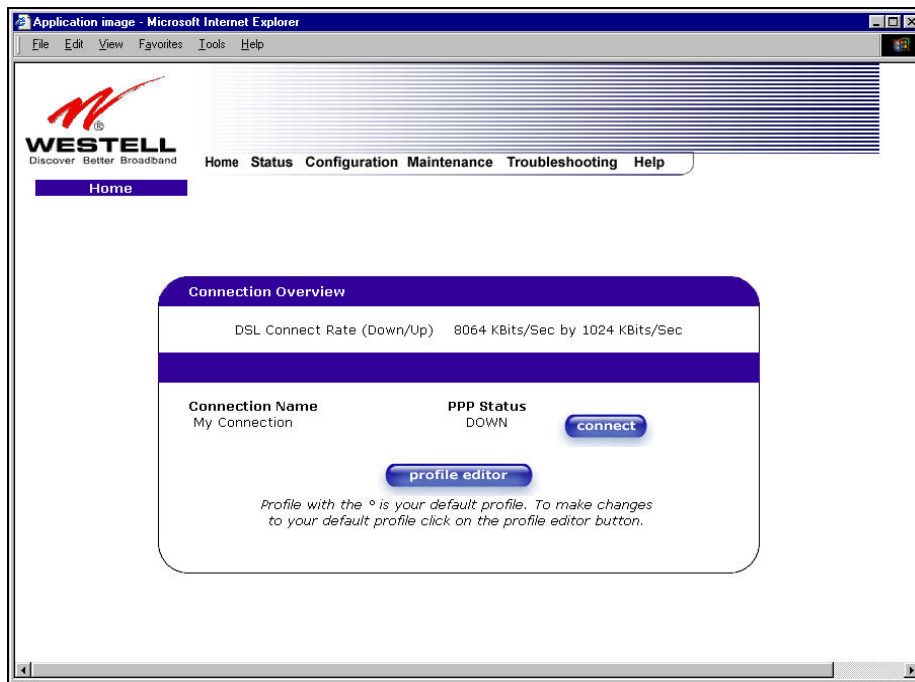 Application image - Microsoft Internet Explorer
File Edit View Favorites Tools Help
WESTELL
®
Discover Better Broadband
Home Status Configuration Maintenance Troubleshooting Help
Home
Connection Overview
DSL Connect Rate (Down/Up) 8064 KBits/Sec by 1024 KBits/Sec
Connection Name PPP Status
My Connection DOWN connect
profile editor
Profile with the º is your default profile. To make changes
to your default profile click on the profile editor button.